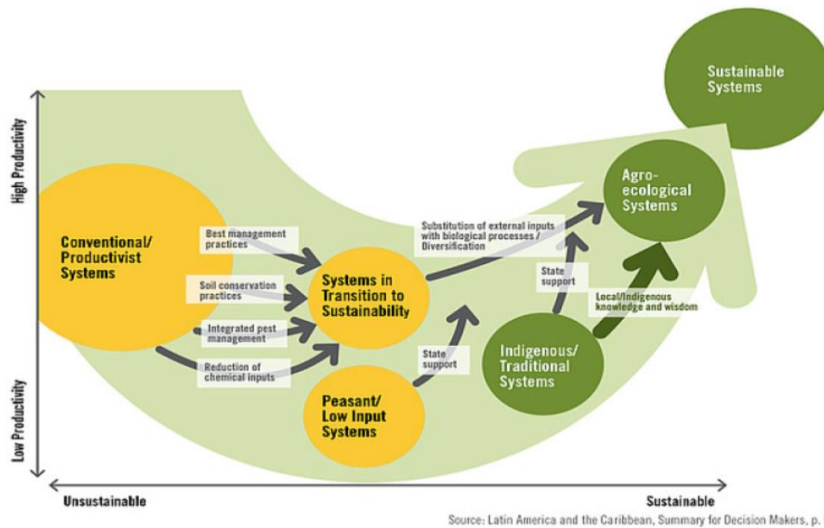 Sustainable
Systems
High Productivity
Agro-
ecological
Systems
Conventional/
Productivist
Systems
Best management
practices
Substitution of external inputs
with biological processes /
Diversification
Soil conservation
practices
Systems in
Transition to
Sustainability
State
support
Local/Indigenous
knowledge and wisdom
Integrated pest
management
Reduction of
chemical inputs
State
support
Indigenous/
Traditional
Systems
Peasant/
Low Input
Systems
Low Productivity
Unsustainable
Sustainable
Source: Latin America and the Caribbean, Summary for Decision Makers, p.